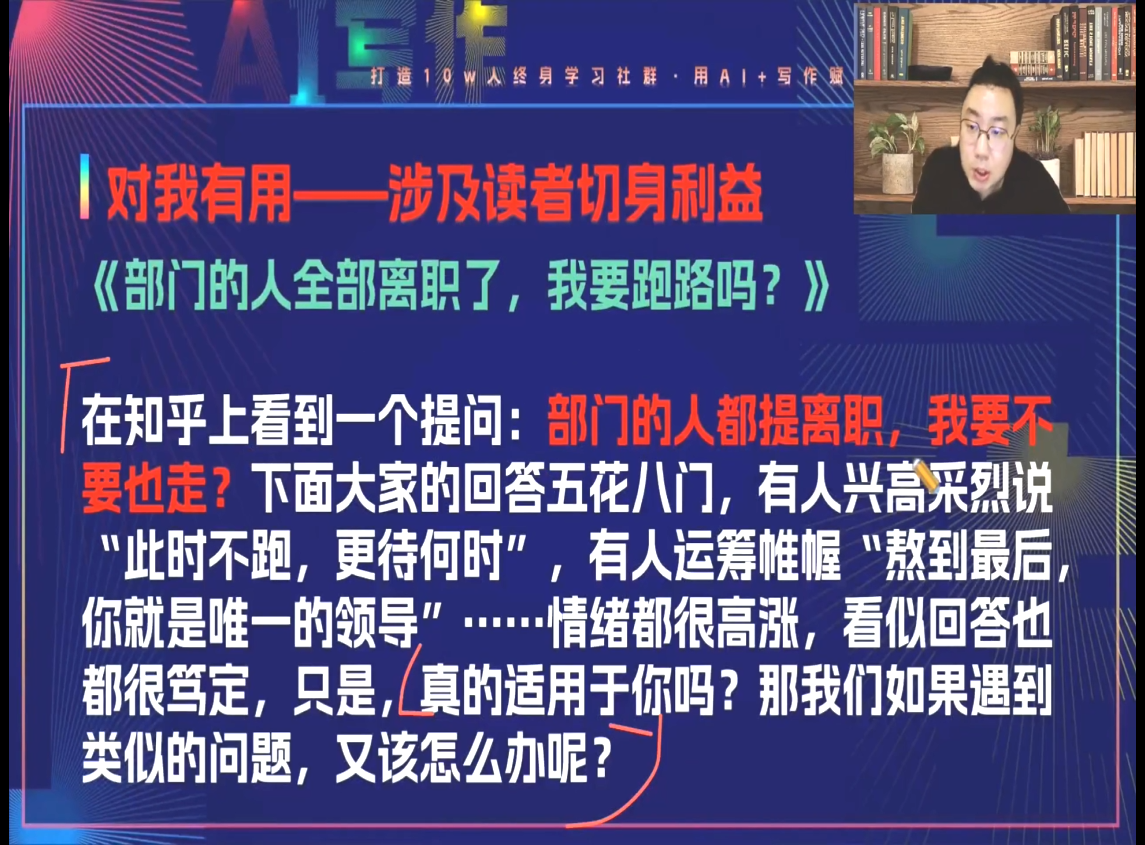 AI写作
打造10w人终身学习社群·用AI+写作赋
对我有用——涉及读者切身利益
《部门的人全部离职了，我要跑路吗？》
在知乎上看到一个提问：部门的人都提离职，我要不
要也走？下面大家的回答五花八门，有人兴高采烈说
“此时不跑，更待何时”，有人运筹帷幄“熬到最后，
你就是唯一的领导”……情绪都很高涨，看似回答也
都很笃定，只是，真的适用于你吗？那我们如果遇到
类似的问题，又该怎么办呢？